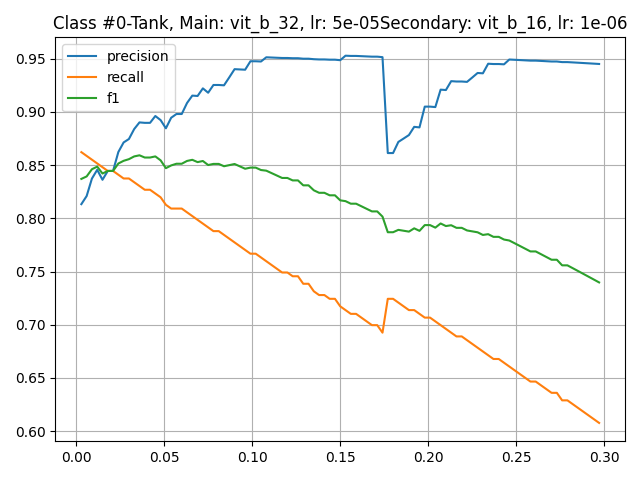 Class #0-Tank, Main: vit_b_32, lr: 5e-05Secondary: vit_b_16, lr: 1e-06
precision
recall
f1
0.95
0.90
0.85
0.80
0.75
0.70
0.65
0.60
0.00 0.05 0.10 0.15 0.20 0.25 0.30